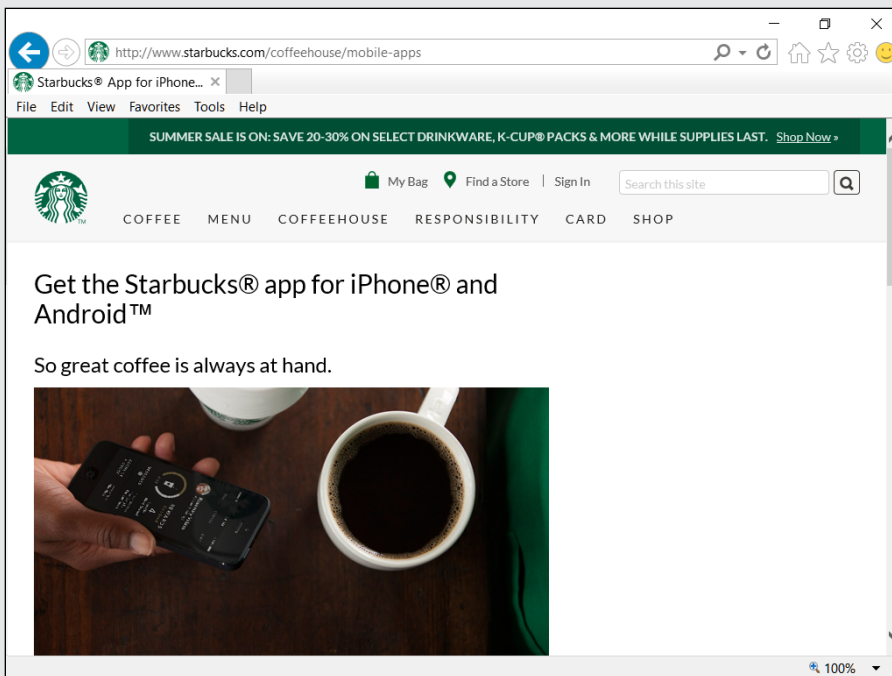 http://www.starbucks.com/coffeehouse/mobile-apps
Starbucks® App for iPhone...
File Edit View Favorites Tools Help
SUMMER SALE IS ON: SAVE 20-30% ON SELECT DRINKWARE, K-CUP® PACKS & MORE WHILE SUPPLIES LAST. Shop Now »
My Bag Find a Store | Sign In Search this site
TM
COFFEE MENU COFFEEHOUSE RESPONSIBILITY CARD SHOP
Get the Starbucks® app for iPhone® and
Android™
So great coffee is always at hand.
100%